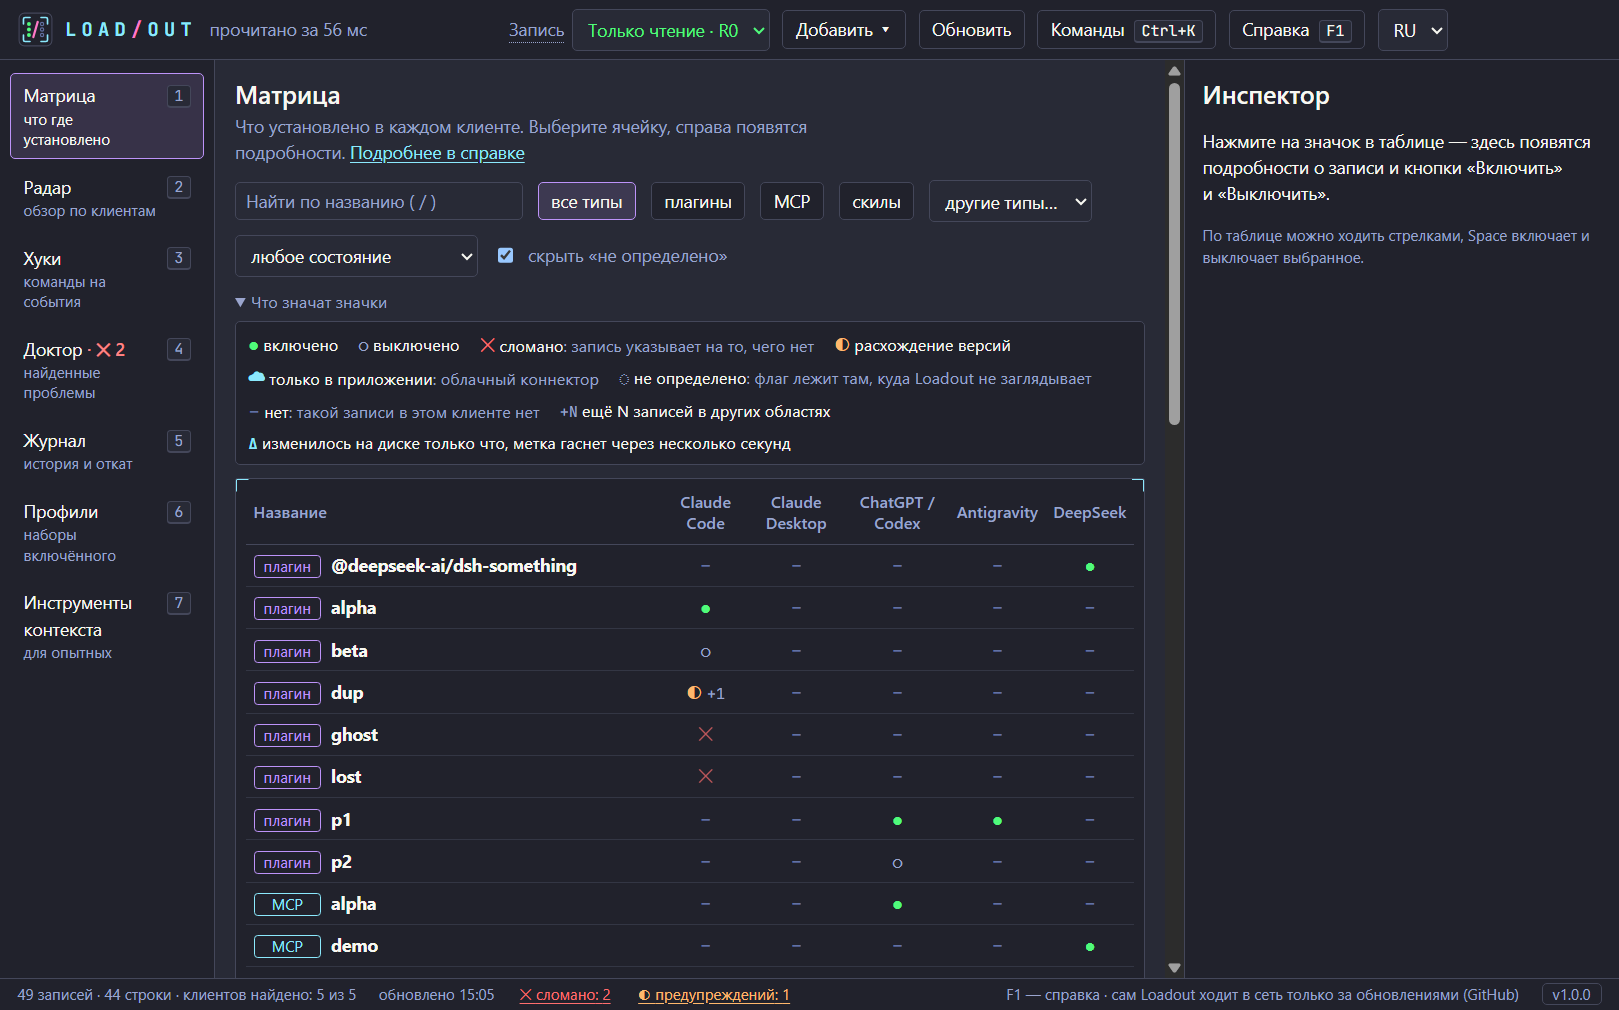 LOAD/OUT прочитано за 56 мс Запись Только чтение · R0 Добавить ▼ Обновить Команды Ctrl+K Справка F1 RU
Матрица 1
что где
установлено
Радар 2
обзор по клиентам
Хуки 3
команды на
события
Доктор · ✕ 2 4
найденные
проблемы
Журнал 5
история и откат
Профили 6
наборы
включённого
Инструменты 7
контекста
для опытных
Матрица
Что установлено в каждом клиенте. Выберите ячейку, справа появятся
подробности. Подробнее в справке
Найти по названию ( / ) все типы плагины MCP скилы другие типы...
любое состояние скрыть «не определено»
▼ Что значат значки
● включено ○ выключено ✕ сломано: запись указывает на то, чего нет ◐ расхождение версий
☁ только в приложении: облачный коннектор ◌ не определено: флаг лежит там, куда Loadout не заглядывает
– нет: такой записи в этом клиенте нет +N ещё N записей в других областях
Δ изменилось на диске только что, метка гаснет через несколько секунд
Название Claude Code Claude Desktop ChatGPT / Codex Antigravity DeepSeek
плагин @deepseek-ai/dsh-something – – – – ●
плагин alpha ● – – – –
плагин beta ○ – – – –
плагин dup ◐ +1 – – – –
плагин ghost ✕ – – – –
плагин lost ✕ – – – –
плагин p1 – – ● ● –
плагин p2 – – ○ – –
MCP alpha – – ● – –
MCP demo – – – – ●
Инспектор
Нажмите на значок в таблице — здесь появятся
подробности о записи и кнопки «Включить»
и «Выключить».
По таблице можно ходить стрелками, Space включает и
выключает выбранное.
49 записей · 44 строки · клиентов найдено: 5 из 5 обновлено 15:05 ✕ сломано: 2 ◐ предупреждений: 1 F1 — справка · сам Loadout ходит в сеть только за обновлениями (GitHub) v1.0.0